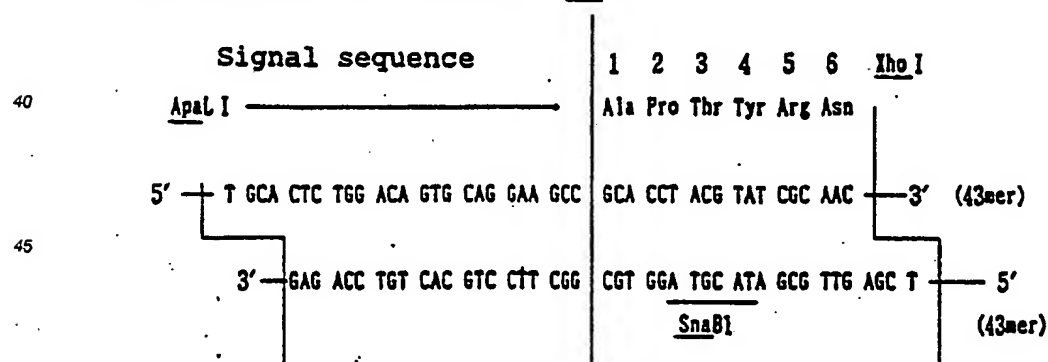 Signal sequence
1 2 3 4 5 6 Xho I
40
ApaL I
Ala Pro Thr Tyr Arg Asn
5′ T GCA CTC TGG ACA GTG CAG GAA GCC GCA CCT ACG TAT CGC AAC 3′ (43mer)
45
3′ GAG ACC TGT CAC GTC CTT CGG CGT GGA TGC ATA GCG TTG AGC T 5′
SnaB1 (43mer)